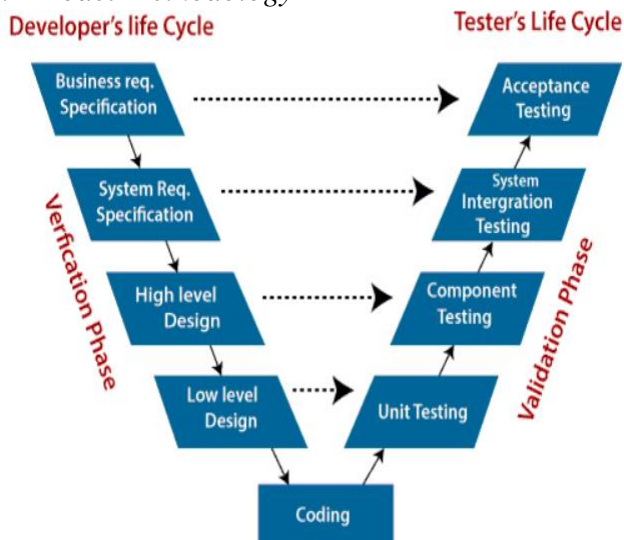 Developer's life Cycle
Tester's Life Cycle
Business req.
Specification
Acceptance
Testing
System Req.
Specification
System
Intergration
Testing
High level
Design
Component
Testing
Low level
Design
Unit Testing
Coding
Verfication Phase
Validation Phase